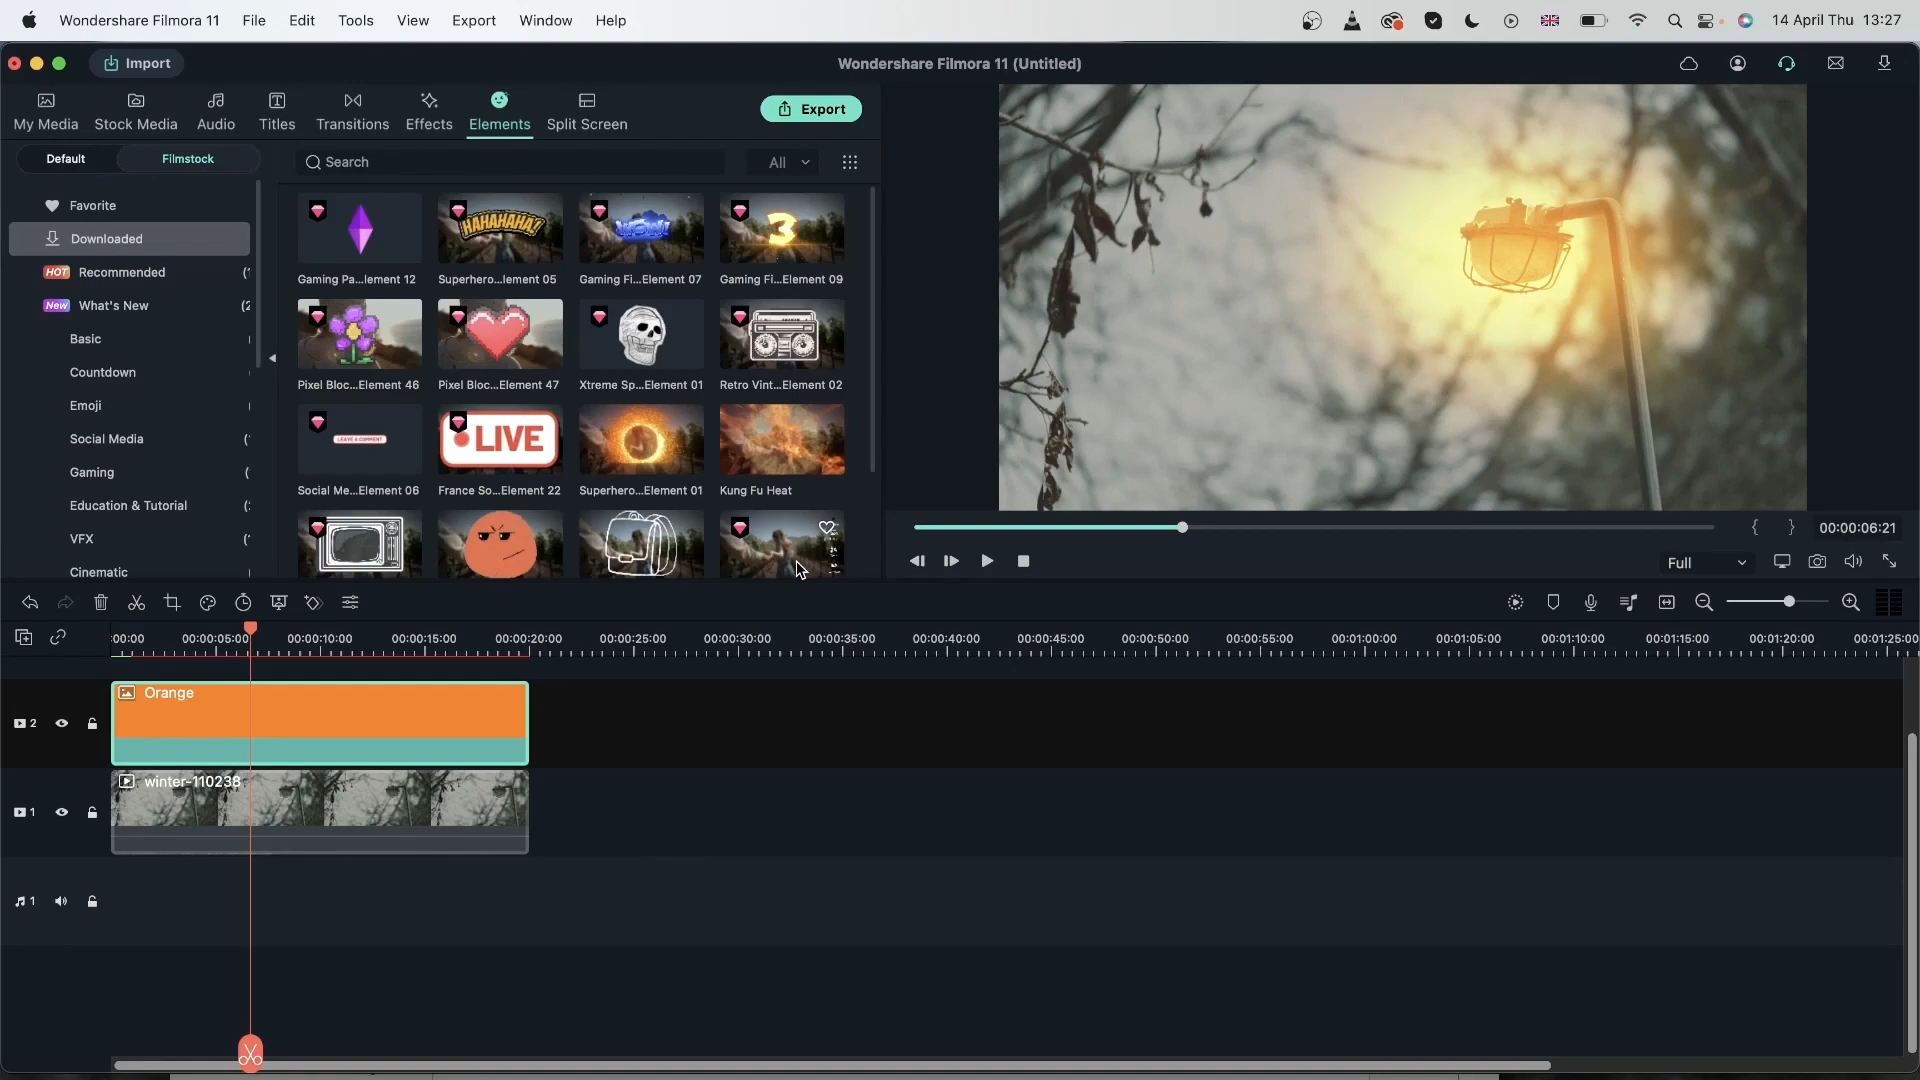 Wondershare Filmora 11 File Edit Tools View Export Window Help 14 April Thu 13:27
Import Wondershare Filmora 11 (Untitled)
My Media Stock Media Audio Titles Transitions Effects Elements Split Screen Export
Default Filmstock Search All
Favorite
Downloaded
HOT Recommended (1
New What's New (2
Basic (
Countdown (
Emoji (
Social Media (1
Gaming (
Education & Tutorial (2
VFX (1
Cinematic
HAHAHAHA! WOW! 3
Gaming Pa...lement 12 Superhero...lement 05 Gaming Fi...Element 07 Gaming Fi...Element 09
Pixel Bloc...Element 46 Pixel Bloc...Element 47 Xtreme Sp...Element 01 Retro Vint...Element 02
LEAVE A COMMENT LIVE
Social Me...Element 06 France So...Element 22 Superhero...Element 01 Kung Fu Heat
{ } 00:00:06:21
Full
:00:00 00:00:05:00 00:00:10:00 00:00:15:00 00:00:20:00 00:00:25:00 00:00:30:00 00:00:35:00 00:00:40:00 00:00:45:00 00:00:50:00 00:00:55:00 00:01:00:00 00:01:05:00 00:01:10:00 00:01:15:00 00:01:20:00 00:01:25:00
Orange
2
winter-110238
1
1